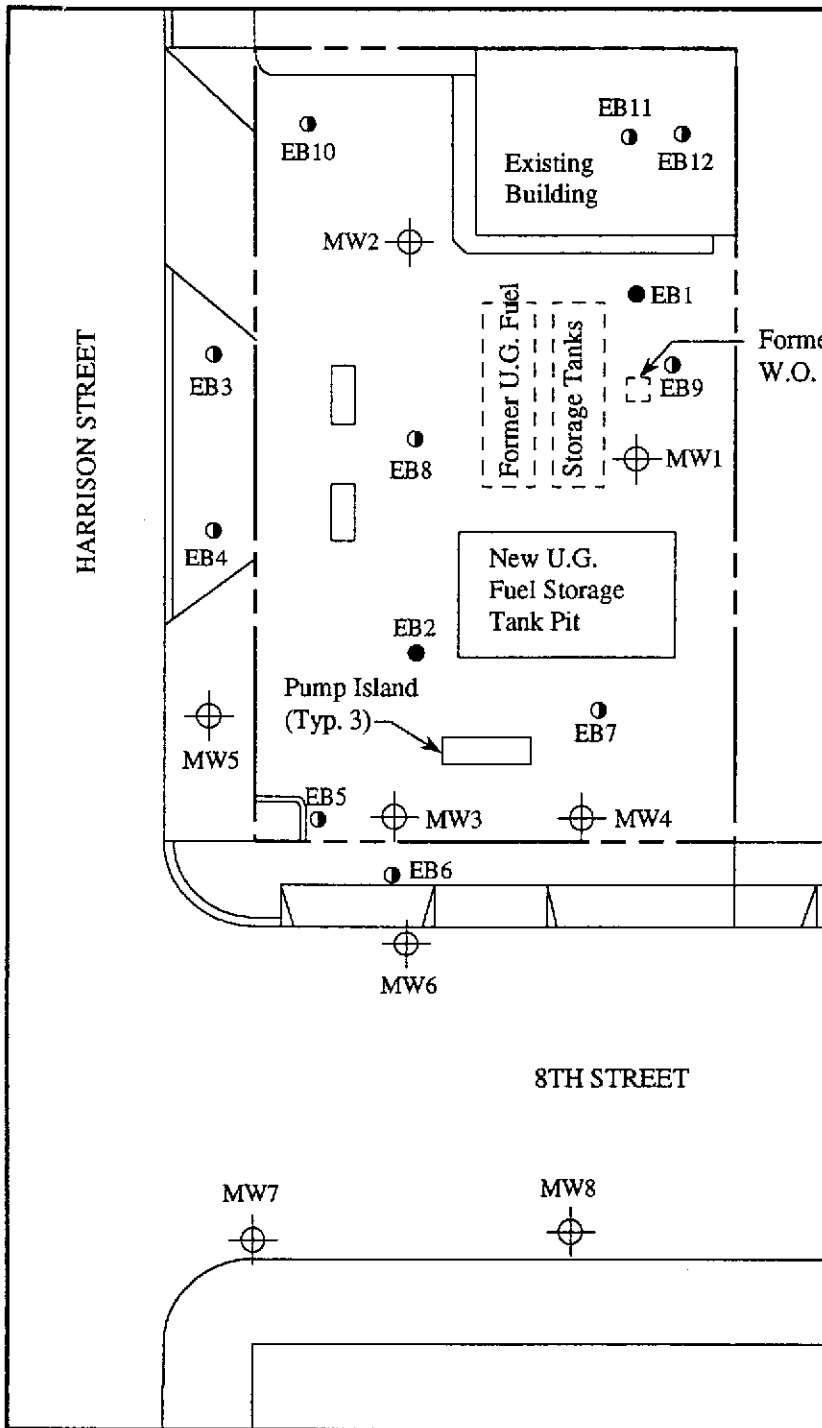 EB11
EB10
EB12
Existing
Building
MW2
EB1
Former U.G. Fuel
Storage Tanks
W.O.
EB3
EB9
EB8
MW1
HARRISON STREET
EB4
New U.G.
Fuel Storage
Tank Pit
EB2
Pump Island
(Typ. 3)
EB7
MW5
EB5
MW3
MW4
EB6
MW6
8TH STREET
MW7
MW8